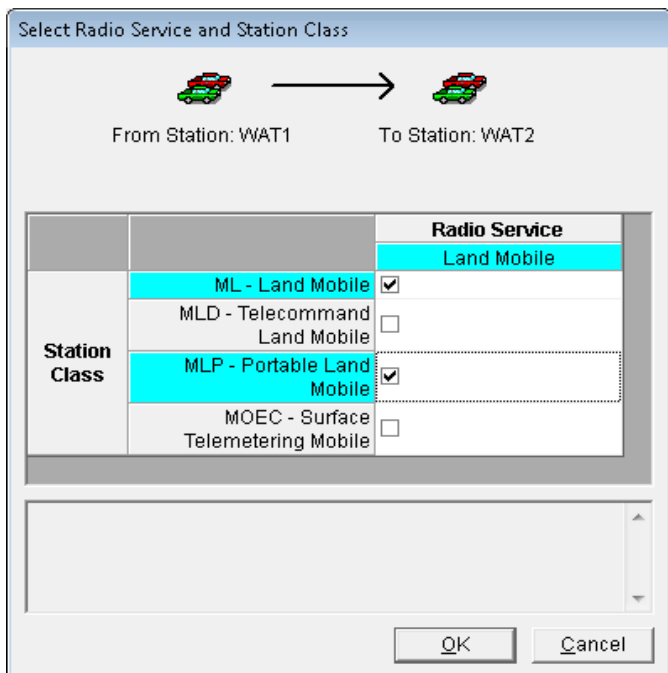 Select Radio Service and Station Class
From Station: WAT1 To Station: WAT2
Radio Service
Land Mobile
Station
Class
ML - Land Mobile
MLD - Telecommand
Land Mobile
MLP - Portable Land
Mobile
MOEC - Surface
Telemetering Mobile
OK Cancel